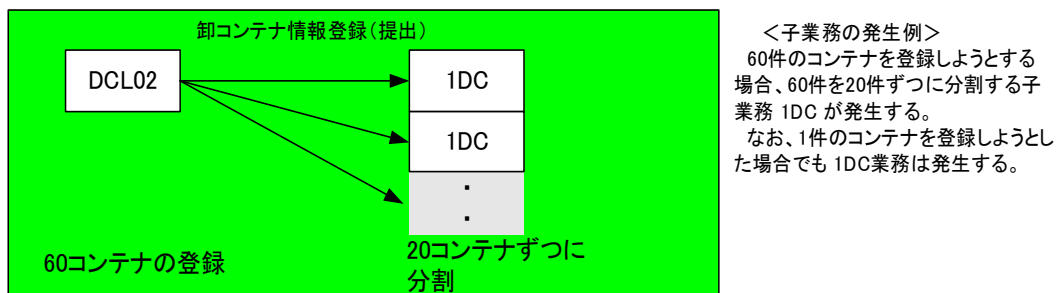 卸コンテナ情報登録（提出）
DCL02
1DC
1DC
・
・
60コンテナの登録
20コンテナずつに
分割
＜子業務の発生例＞
60件のコンテナを登録しようとする
場合、60件を20件ずつに分割する子
業務 1DC が発生する。
なお、1件のコンテナを登録しようとし
た場合でも 1DC業務は発生する。